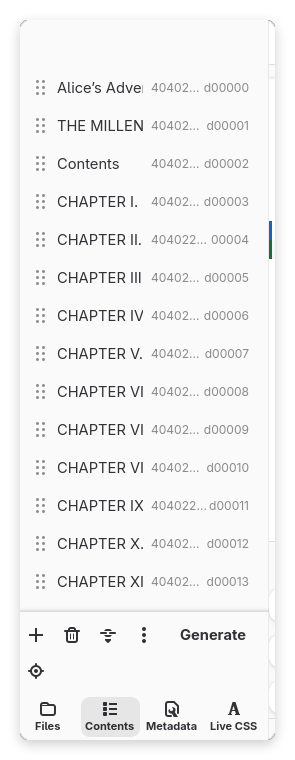 Alice's Adve 40402... d00000
THE MILLEN 40402... d00001
Contents 40402... d00002
CHAPTER I. 40402... d00003
CHAPTER II. 404022... 00004
CHAPTER III 40402... d00005
CHAPTER IV 40402... d00006
CHAPTER V. 40402... d00007
CHAPTER VI 40402... d00008
CHAPTER VI 40402... d00009
CHAPTER VI 40402... d00010
CHAPTER IX 404022... d00011
CHAPTER X. 40402... d00012
CHAPTER XI 40402... d00013
Generate
Files Contents Metadata Live CSS